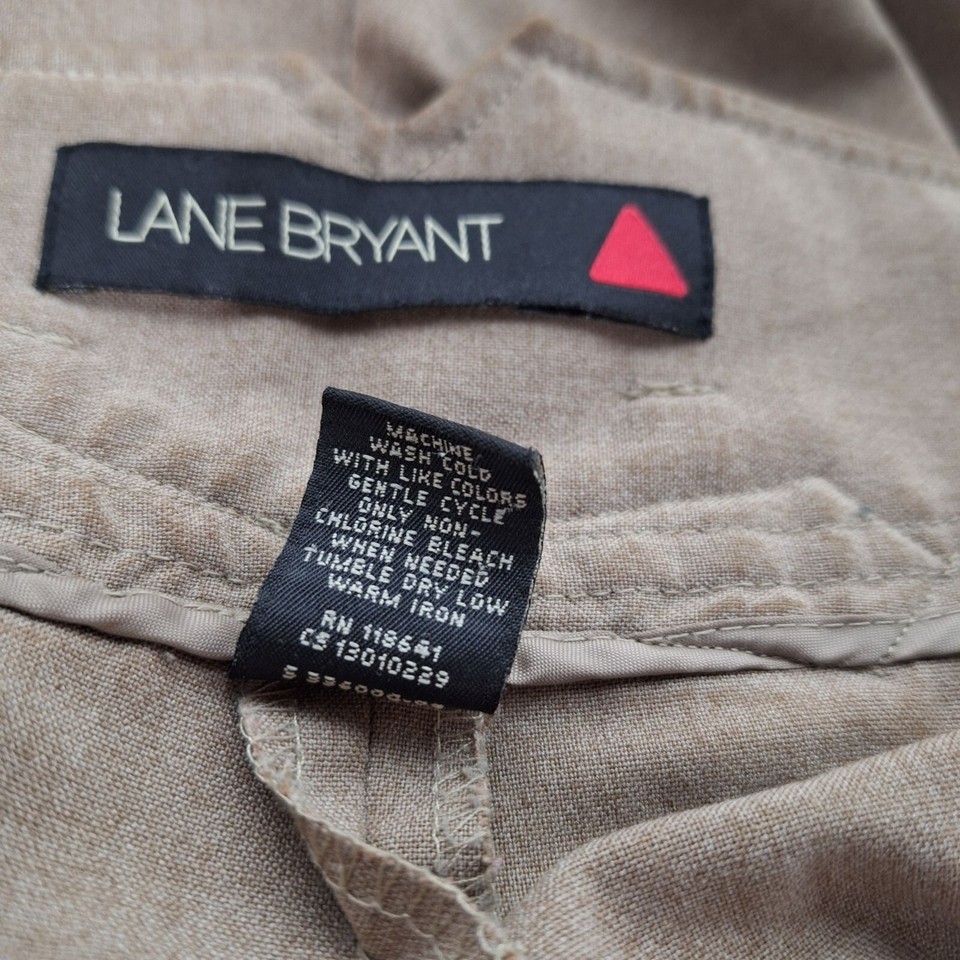 LANE BRYANT
MACHINE
WASH COLD
WITH LIKE COLORS
GENTLE CYCLE
ONLY NON-
CHLORINE BLEACH
WHEN NEEDED
TUMBLE DRY LOW
WARM IRON
RN 118641
CS 13010229